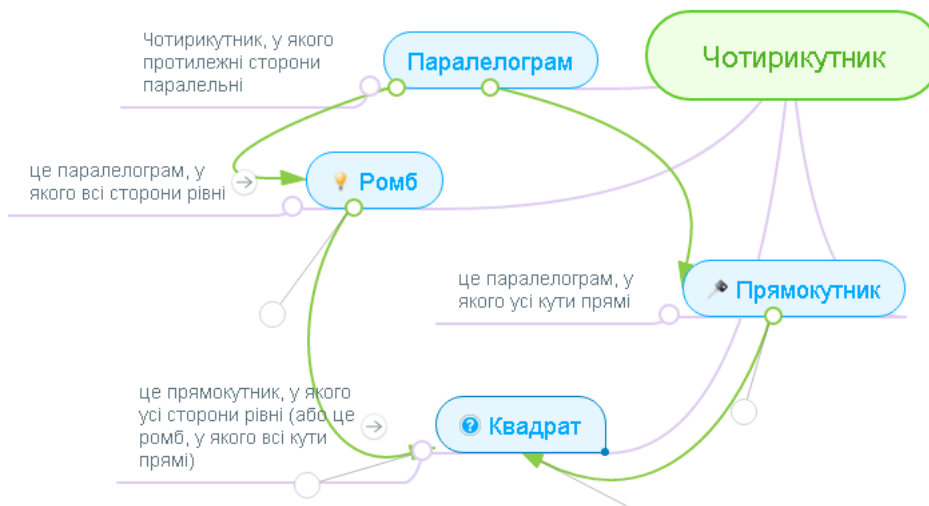 Чотирикутник
Чотирикутник, у якого
протилежні сторони
паралельні
Паралелограм
це паралелограм, у
якого всі сторони рівні
Ромб
це паралелограм, у
якого усі кути прямі
Прямокутник
це прямокутник, у якого
усі сторони рівні (або це
ромб, у якого всі кути
прямі)
Квадрат